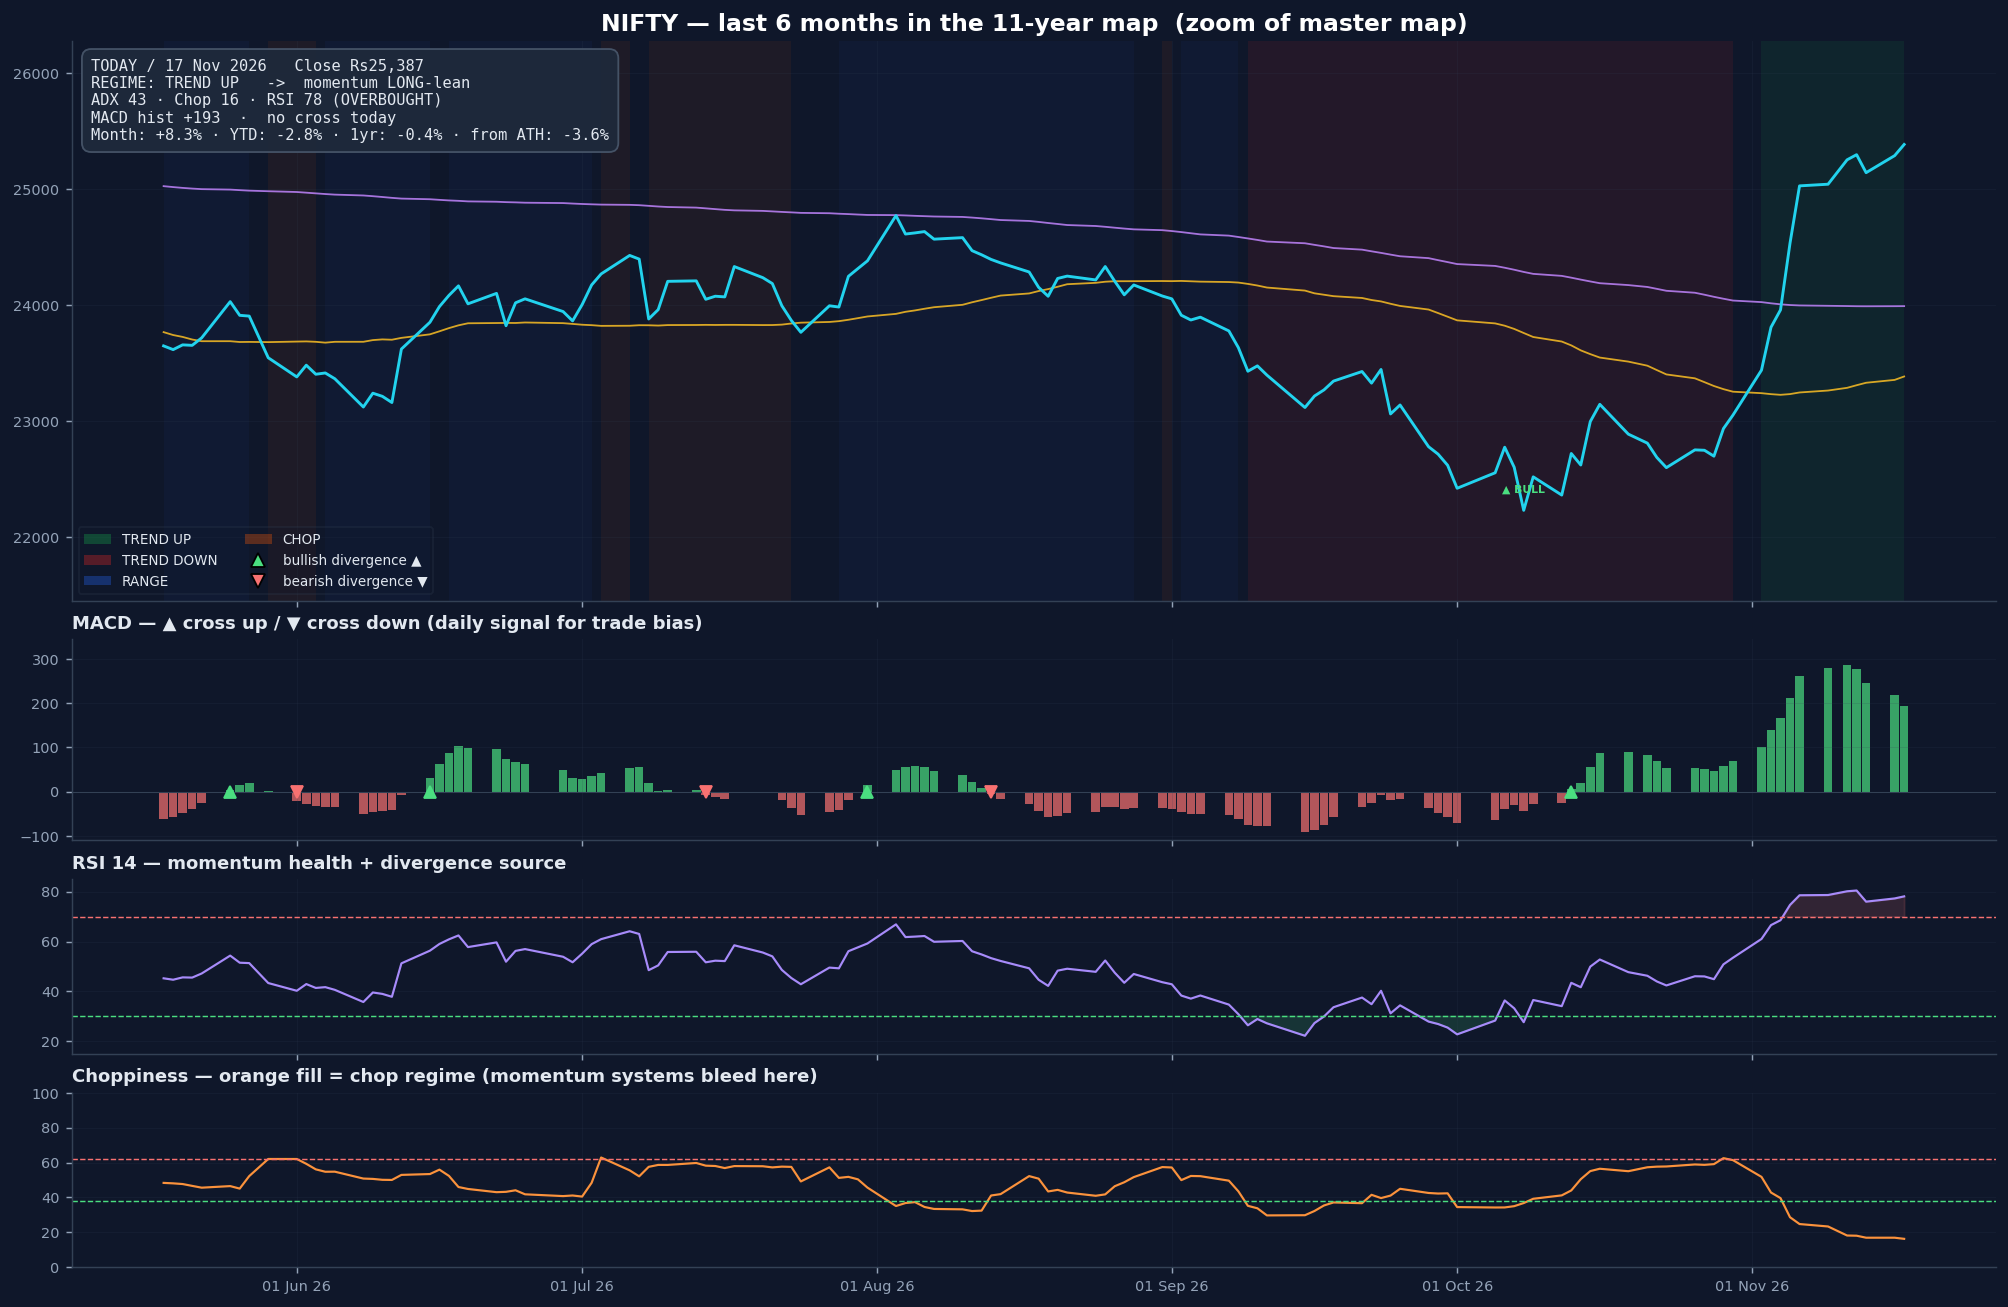 NIFTY — last 6 months in the 11-year map  (zoom of master map)
TODAY / 17 Nov 2026   Close Rs25,387
REGIME: TREND UP   ->  momentum LONG-lean
ADX 43 · Chop 16 · RSI 78 (OVERBOUGHT)
MACD hist +193  ·  no cross today
Month: +8.3% · YTD: -2.8% · 1yr: -0.4% · from ATH: -3.6%
26000
25000
24000
23000
22000
▲ BULL
TREND UP
TREND DOWN
RANGE
CHOP
bullish divergence ▲
bearish divergence ▼
MACD — ▲ cross up / ▼ cross down (daily signal for trade bias)
300
200
100
0
−100
RSI 14 — momentum health + divergence source
80
60
40
20
Choppiness — orange fill = chop regime (momentum systems bleed here)
100
80
60
40
20
0
01 Jun 26
01 Jul 26
01 Aug 26
01 Sep 26
01 Oct 26
01 Nov 26